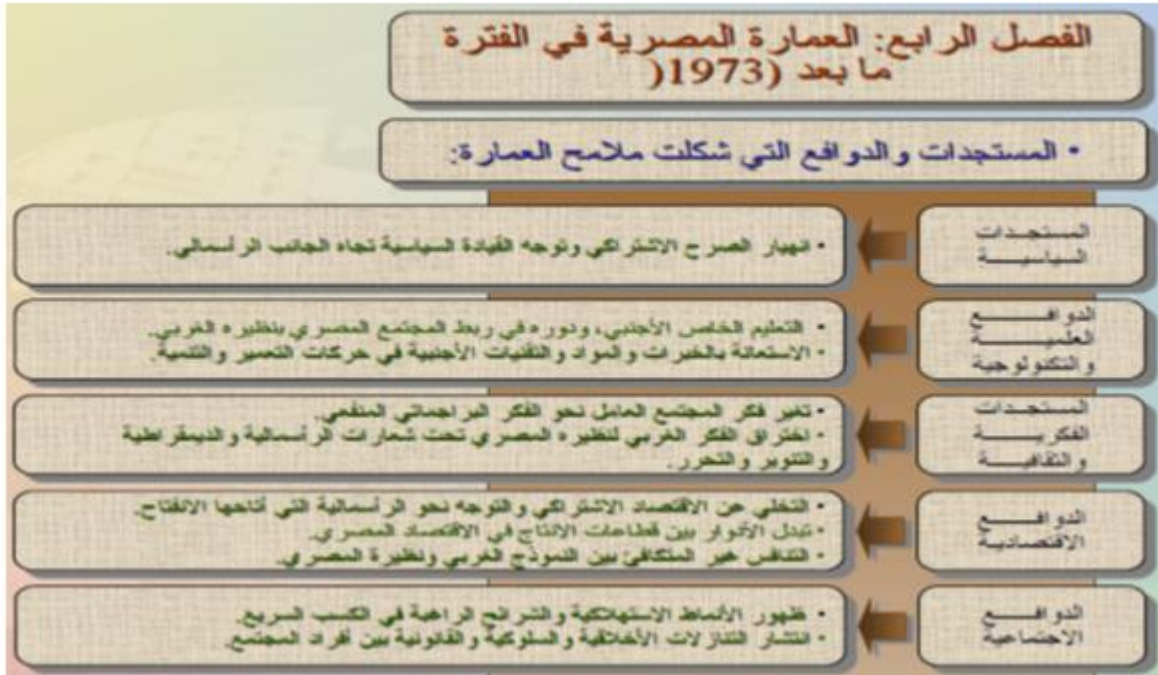 الفصل الرابع: العمارة المصرية في الفترة
ما بعد (1973(
• المستجدات والدوافع التي شكلت ملامح العمارة:
المستجدات
السياسية
• انهيار الصرح الاشتراكي وتوجه القيادة السياسية تجاه الجانب الرأسمالي.
الدوافع
العلمية
والتكنولوجية
• التعليم الخاص الأجنبي، ودوره في ربط المجتمع المصري بنظيره الغربي.
• الاستعانة بالخبرات والمواد والتقنيات الأجنبية في حركات التعمير والتنمية.
المستجدات
الفكرية
والثقافية
• تغير فكر المجتمع العامل نحو الفكر البراجماتي المنفعي.
• اختراق الفكر الغربي لنظيره المصري تحت شعارات الرأسمالية والديمقراطية
والتنوير والتحرر.
الدوافع
الاقتصادية
• التخلي عن الاقتصاد الاشتراكي والتوجه نحو الرأسمالية التي أتاحها الانفتاح.
• تبدل الأدوار بين قطاعات الانتاج في الاقتصاد المصري.
• التنافس غير المتكافئ بين النموذج الغربي ونظيرة المصري.
الدوافع
الاجتماعية
• ظهور الأنماط الاستهلاكية والشرائح الراغبة في الكسب السريع.
• انتشار التنازلات الأخلاقية والسلوكية والقانونية بين أفراد المجتمع.